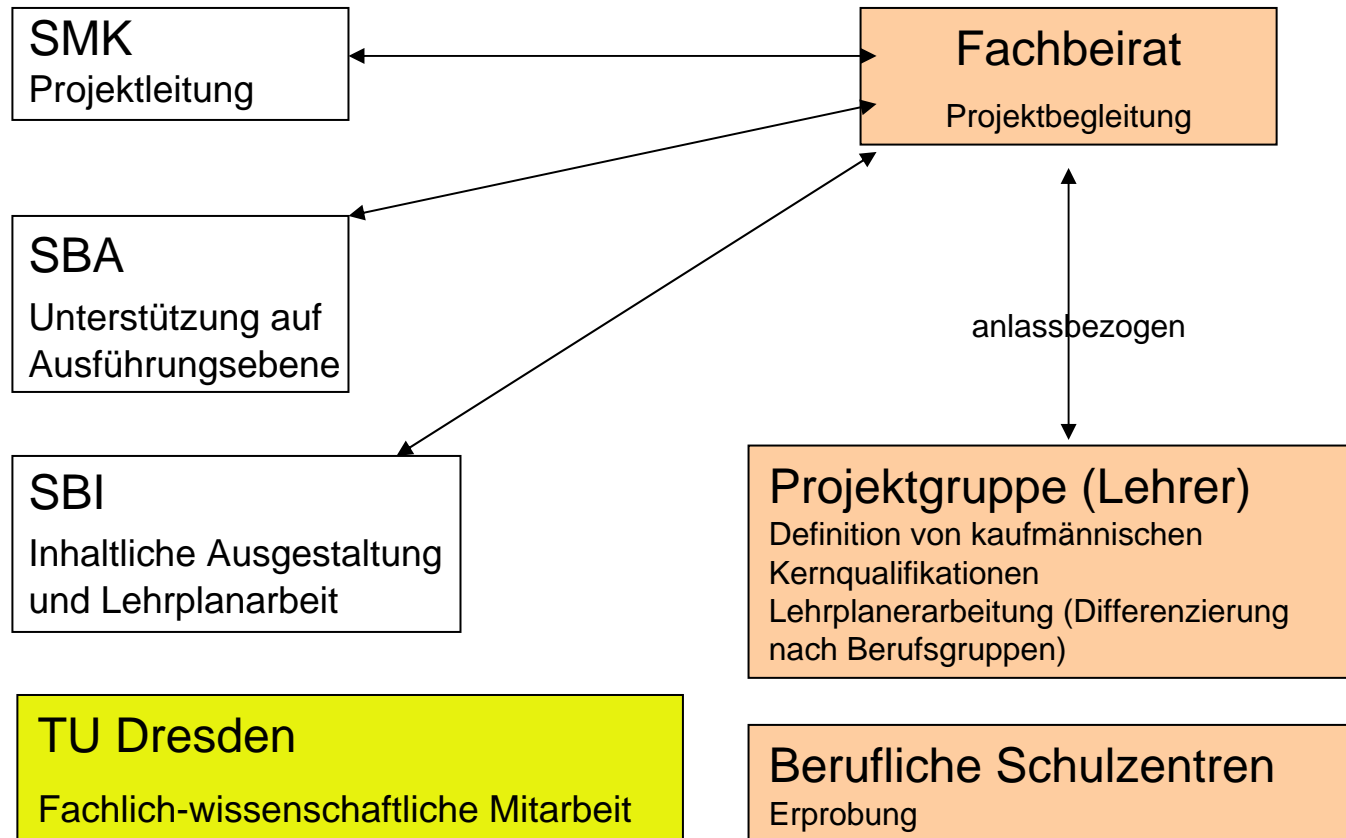 SMK
Projektleitung
Fachbeirat
Projektbegleitung
SBA
Unterstützung auf
Ausführungsebene
anlassbezogen
SBI
Inhaltliche Ausgestaltung
und Lehrplanarbeit
Projektgruppe (Lehrer)
Definition von kaufmännischen
Kernqualifikationen
Lehrplanerarbeitung (Differenzierung
nach Berufsgruppen)
TU Dresden
Fachlich-wissenschaftliche Mitarbeit
Berufliche Schulzentren
Erprobung